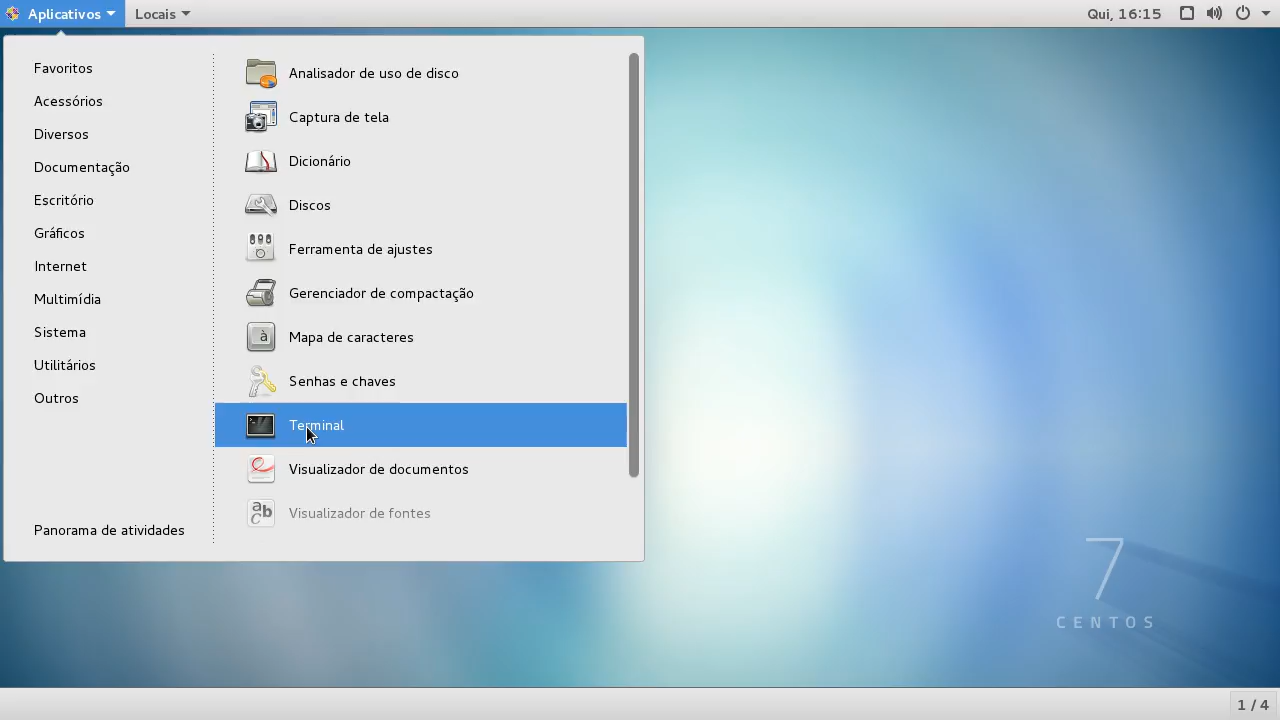 Aplicativos
Locais
Qui, 16:15
Favoritos
Acessórios
Diversos
Documentação
Escritório
Gráficos
Internet
Multimídia
Sistema
Utilitários
Outros
Panorama de atividades
Analisador de uso de disco
Captura de tela
Dicionário
Discos
Ferramenta de ajustes
Gerenciador de compactação
à
Mapa de caracteres
Senhas e chaves
Terminal
Visualizador de documentos
abc
Visualizador de fontes
7
CENTOS
1 / 4